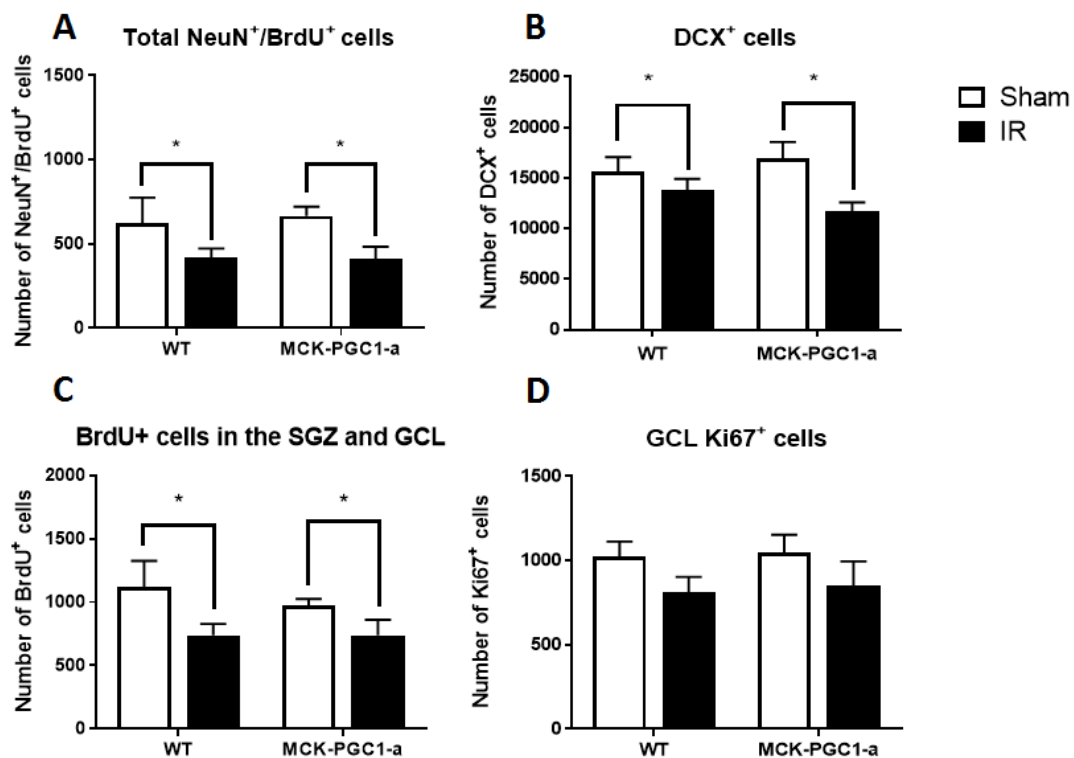 A
Total NeuN⁺/BrdU⁺ cells
Number of NeuN⁺/BrdU⁺ cells
1500
1000
500
0
*
*
WT
MCK-PGC1-a
B
DCX⁺ cells
Number of DCX⁺ cells
25000
20000
15000
10000
5000
0
*
*
WT
MCK-PGC1-a
Sham
IR
C
BrdU+ cells in the SGZ and GCL
Number of BrdU⁺ cells
2000
1500
1000
500
0
*
*
WT
MCK-PGC1-a
D
GCL Ki67⁺ cells
Number of Ki67⁺ cells
1500
1000
500
0
WT
MCK-PGC1-a